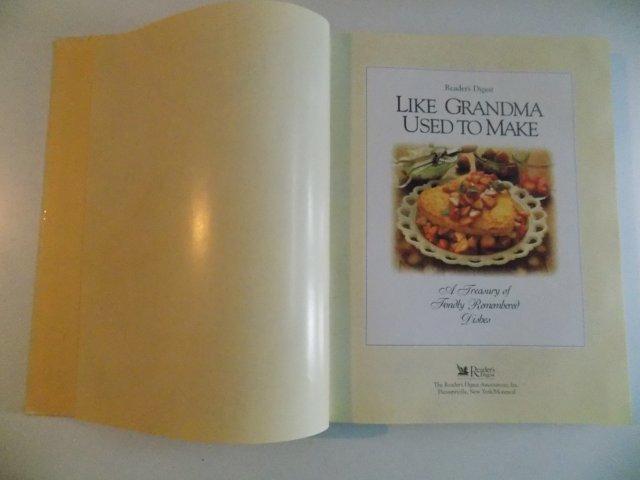 Reader's Digest
LIKE GRANDMA
USED TO MAKE
A Treasury of
Fondly Remembered
Dishes
Reader's
Digest
The Reader's Digest Association, Inc.
Pleasantville, New York/Montreal